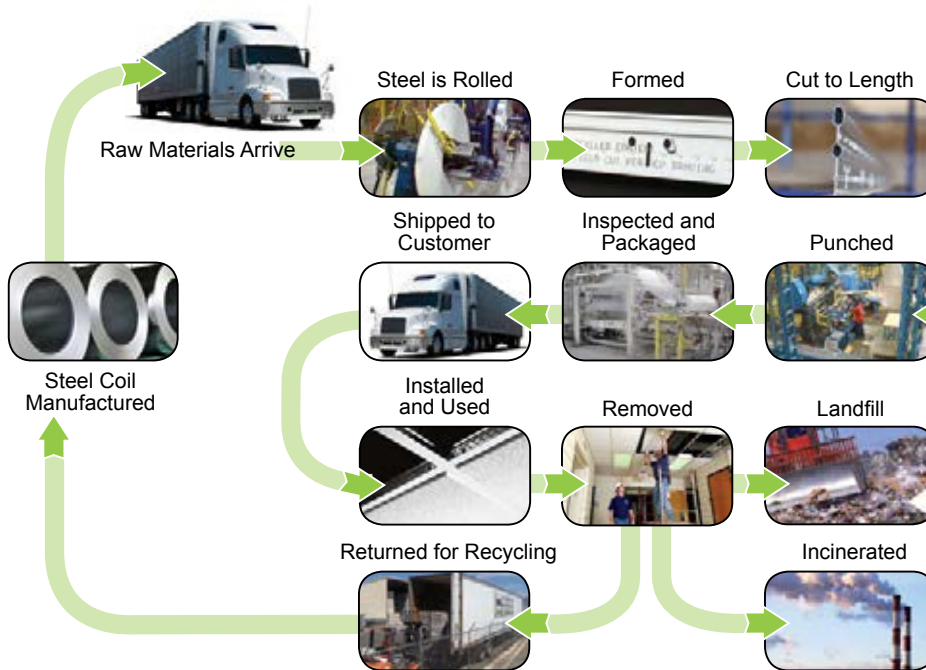 Steel is Rolled
Formed
Cut to Length
Raw Materials Arrive
Shipped to
Customer
Inspected and
Packaged
Punched
Steel Coil
Manufactured
Installed
and Used
Removed
Landfill
Returned for Recycling
Incinerated